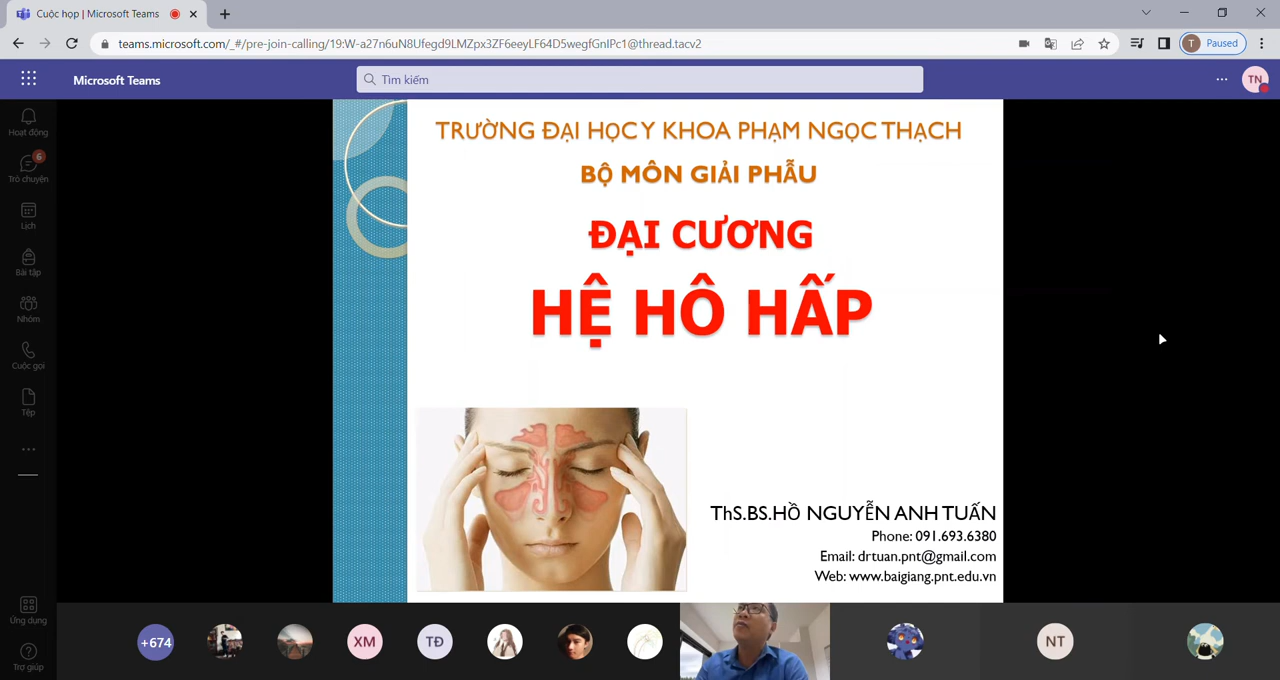 Cuộc họp | Microsoft Teams
teams.microsoft.com/_#/pre-join-calling/19:W-a27n6uN8Ufegd9LMZpx3ZF6eeyLF64D5wegfGnIPc1@thread.tacv2
T Paused
Microsoft Teams
Tìm kiếm
TN
Hoạt động
6
Trò chuyện
Lịch
Bài tập
Nhóm
Cuộc gọi
Tệp
Ứng dụng
Trợ giúp
TRƯỜNG ĐẠI HỌC Y KHOA PHẠM NGỌC THẠCH
BỘ MÔN GIẢI PHẪU
ĐẠI CƯƠNG
HỆ HÔ HẤP
ThS.BS.HỒ NGUYỄN ANH TUẤN
Phone: 091.693.6380
Email: drtuan.pnt@gmail.com
Web: www.baigiang.pnt.edu.vn
+674
XM
TĐ
NT